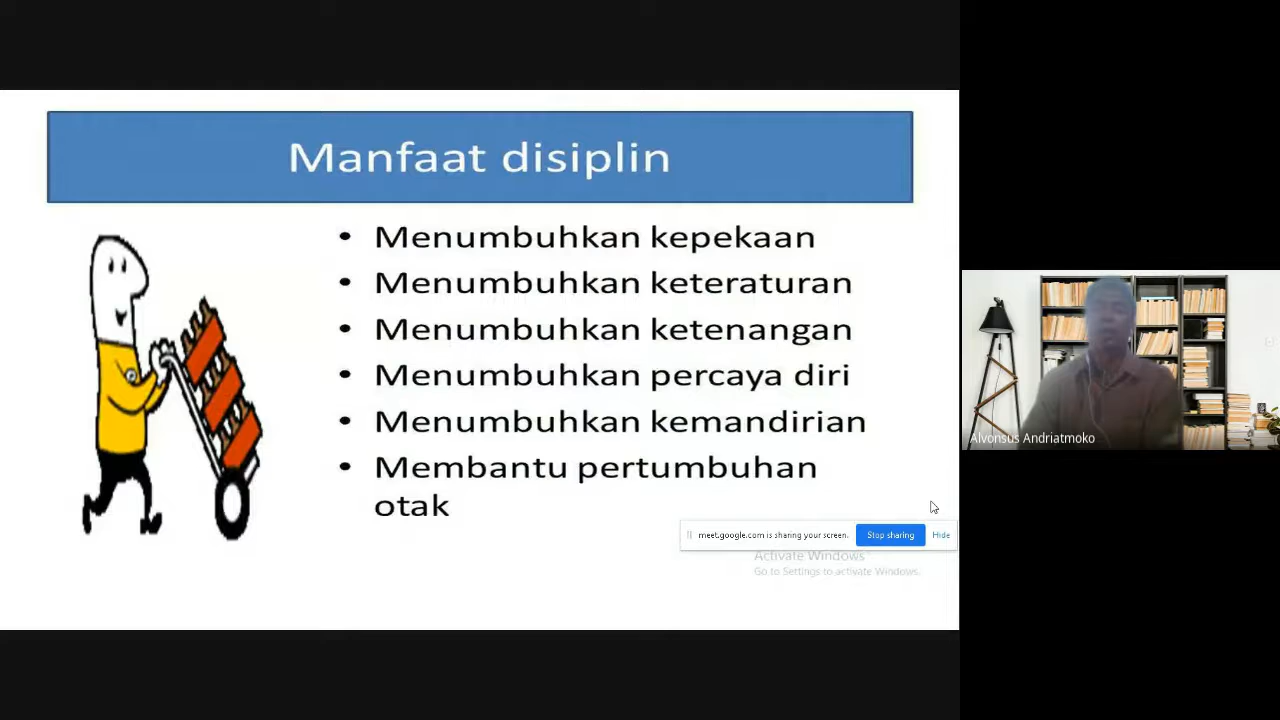 Manfaat disiplin
• Menumbuhkan kepekaan
• Menumbuhkan keteraturan
• Menumbuhkan ketenangan
• Menumbuhkan percaya diri
• Menumbuhkan kemandirian
• Membantu pertumbuhan
otak
meet.google.com is sharing your screen.
Stop sharing
Hide
Activate Windows
Go to Settings to activate Windows.
Alvonsus Andriatmoko